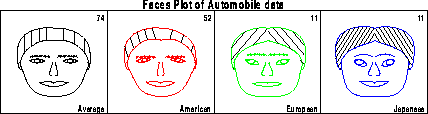 Faces Plot of Automobile data
74 52 11 11
Average American European Japanese